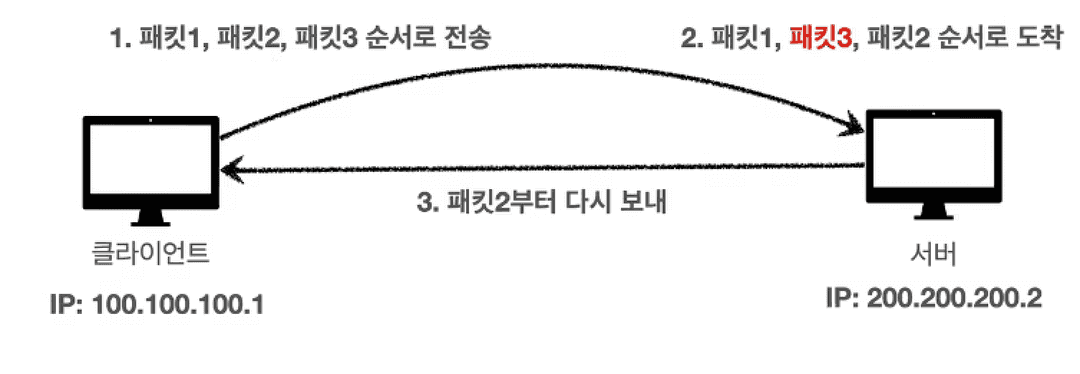 1. 패킷1, 패킷2, 패킷3 순서로 전송
2. 패킷1, 패킷3, 패킷2 순서로 도착
3. 패킷2부터 다시 보내
클라이언트
서버
IP: 100.100.100.1
IP: 200.200.200.2